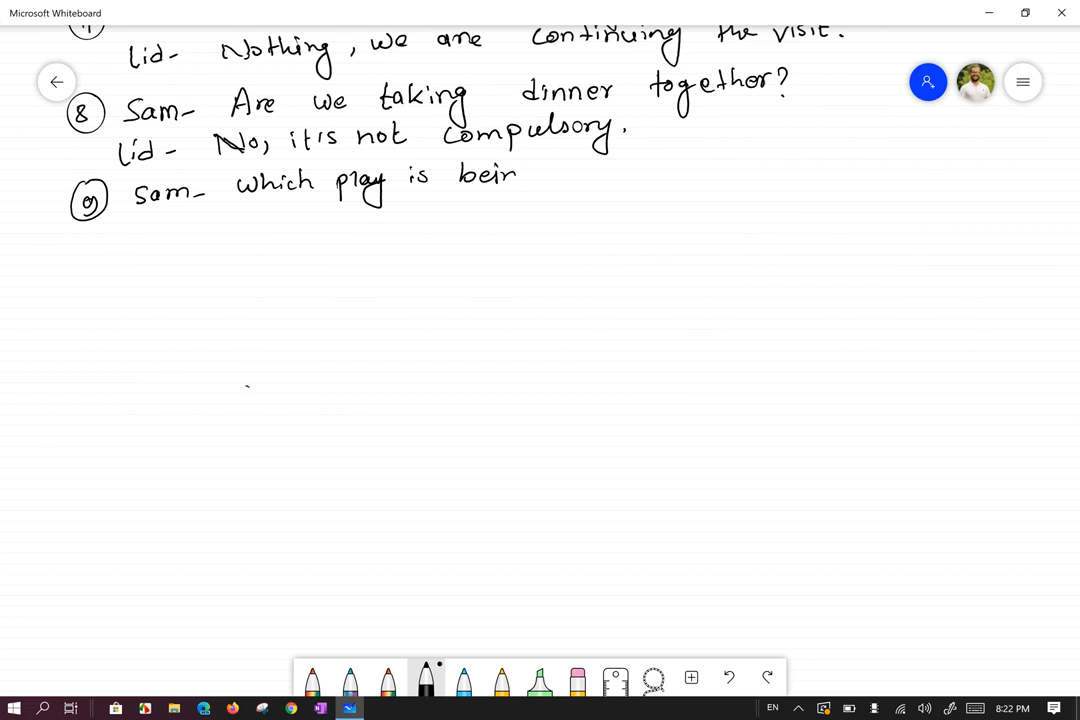 Microsoft Whiteboard
Lid- Nothing, we are continuing the visit.
8 Sam- Are we taking dinner together?
Lid- No, it's not compulsory.
9 Sam- which play is bein
EN 8:22 PM